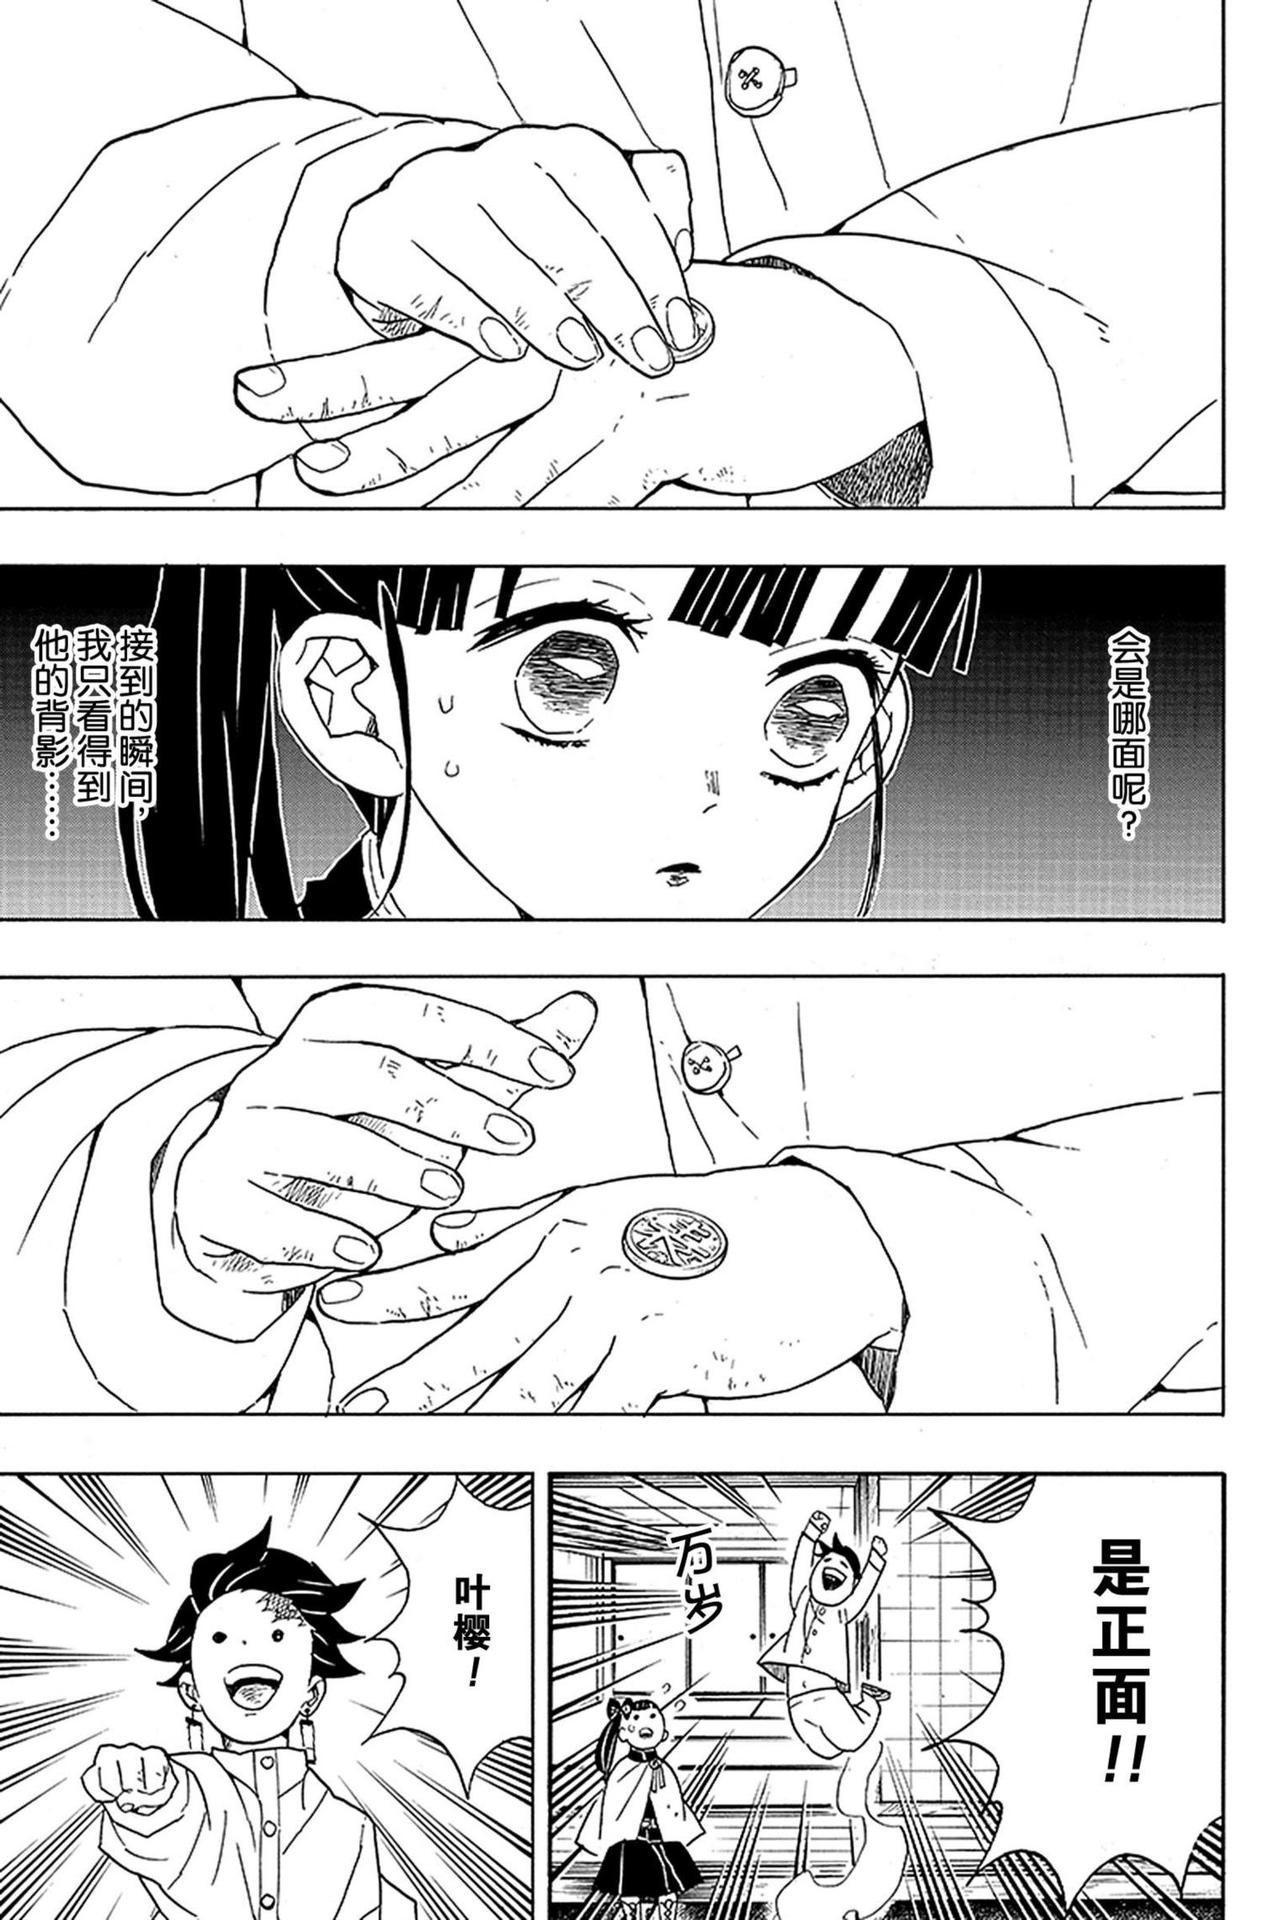 会是哪面呢？
接到的瞬间，
我只看得到
他的背影……
是正面!!
万岁
叶樱！